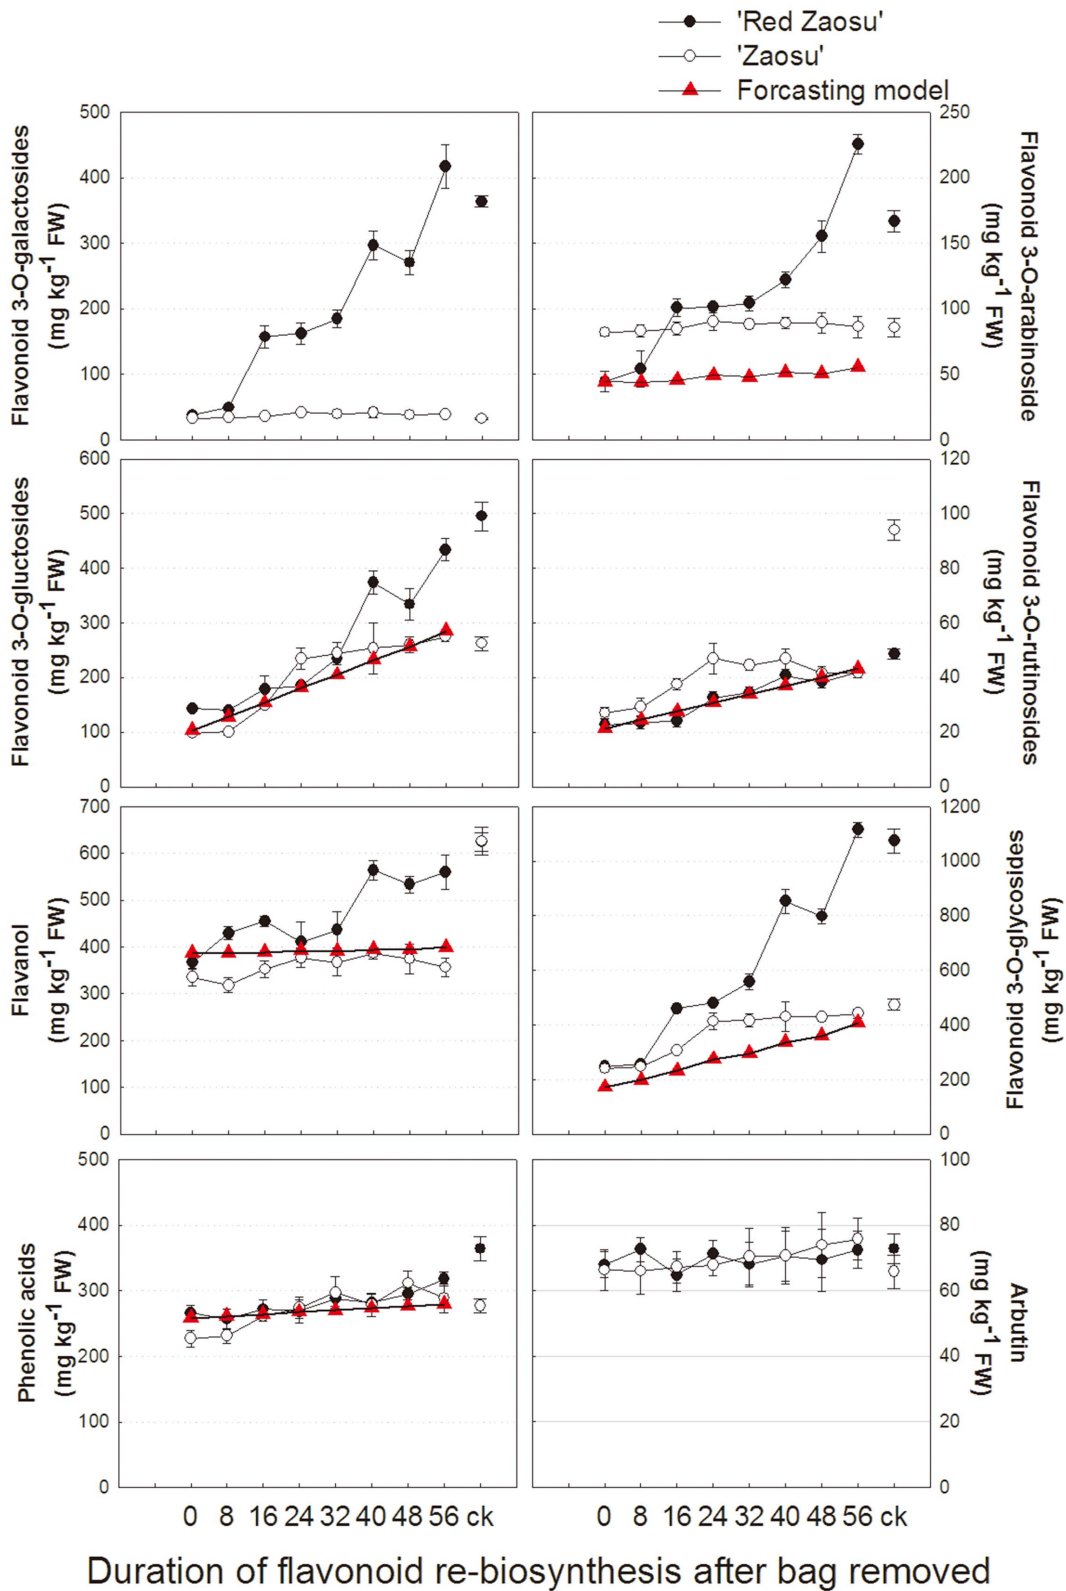 'Red Zaosu'
'Zaosu'
Forcasting model
Flavonoid 3-O-galactosides
(mg kg⁻¹ FW)
500
400
300
200
100
0
250
200
150
100
50
0
Flavonoid 3-O-arabinoside
(mg kg⁻¹ FW)
Flavonoid 3-O-gluctosides
(mg kg⁻¹ FW)
600
500
400
300
200
100
0
120
100
80
60
40
20
0
Flavonoid 3-O-rutinosides
(mg kg⁻¹ FW)
Flavanol
(mg kg⁻¹ FW)
700
600
500
400
300
200
100
0
1200
1000
800
600
400
200
0
Flavonoid 3-O-glycossides
(mg kg⁻¹ FW)
Phenolic acids
(mg kg⁻¹ FW)
500
400
300
200
100
0
100
80
60
40
20
0
Arbutin
(mg kg⁻¹ FW)
0 8 16 24 32 40 48 56 ck
0 8 16 24 32 40 48 56 ck
Duration of flavonoid re-biosynthesis after bag removed